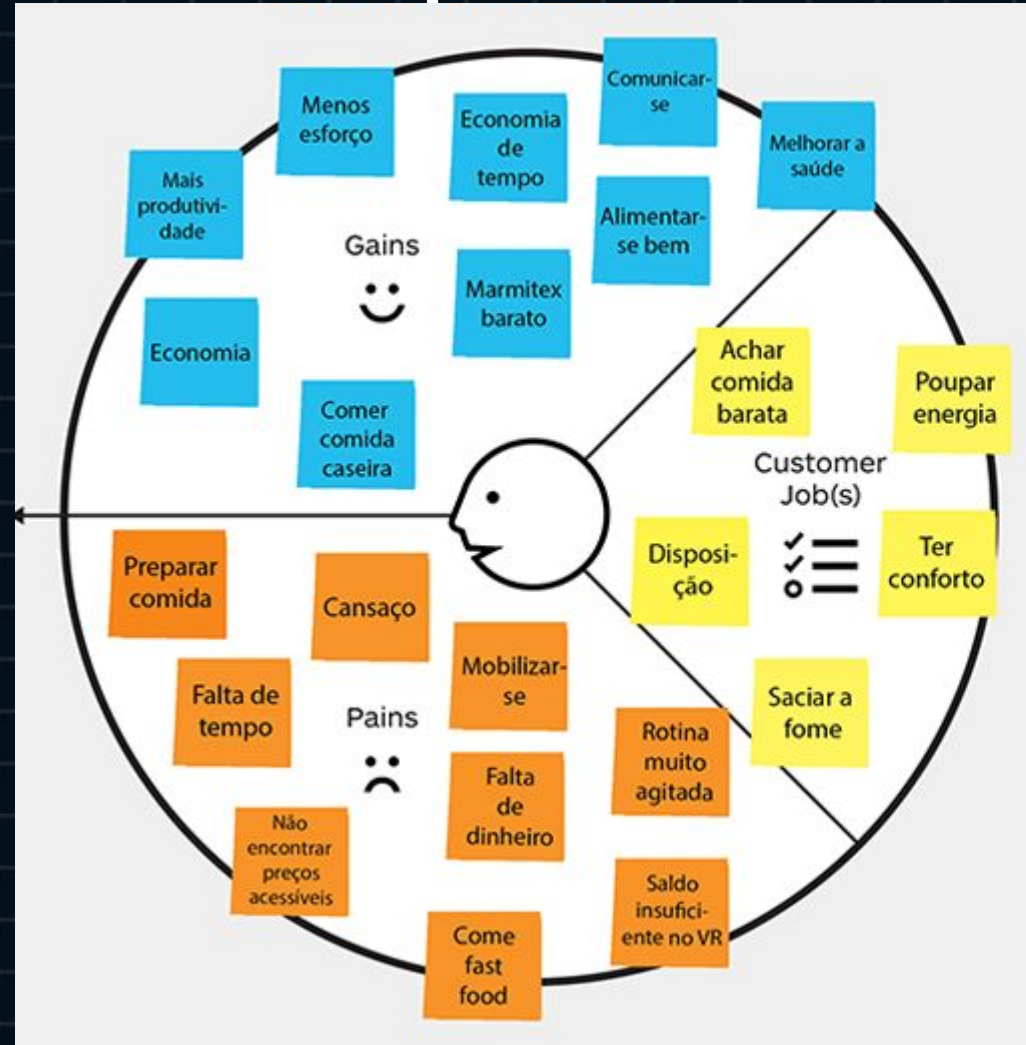 Menos
esforço
Economia
de
tempo
Comunicar-
se
Melhorar a
saúde
Mais
produtivi-
dade
Alimentar-
se bem
Gains
Marmitex
barato
Economia
Comer
comida
caseira
Achar
comida
barata
Poupar
energia
Customer
Job(s)
Disposi-
ção
Ter
conforto
Saciar a
fome
Preparar
comida
Cansaço
Mobilizar-
se
Falta de
tempo
Pains
Rotina
muito
agitada
Falta
de
dinheiro
Não
encontrar
preços
acessíveis
Saldo
insufici-
ente no VR
Come
fast
food